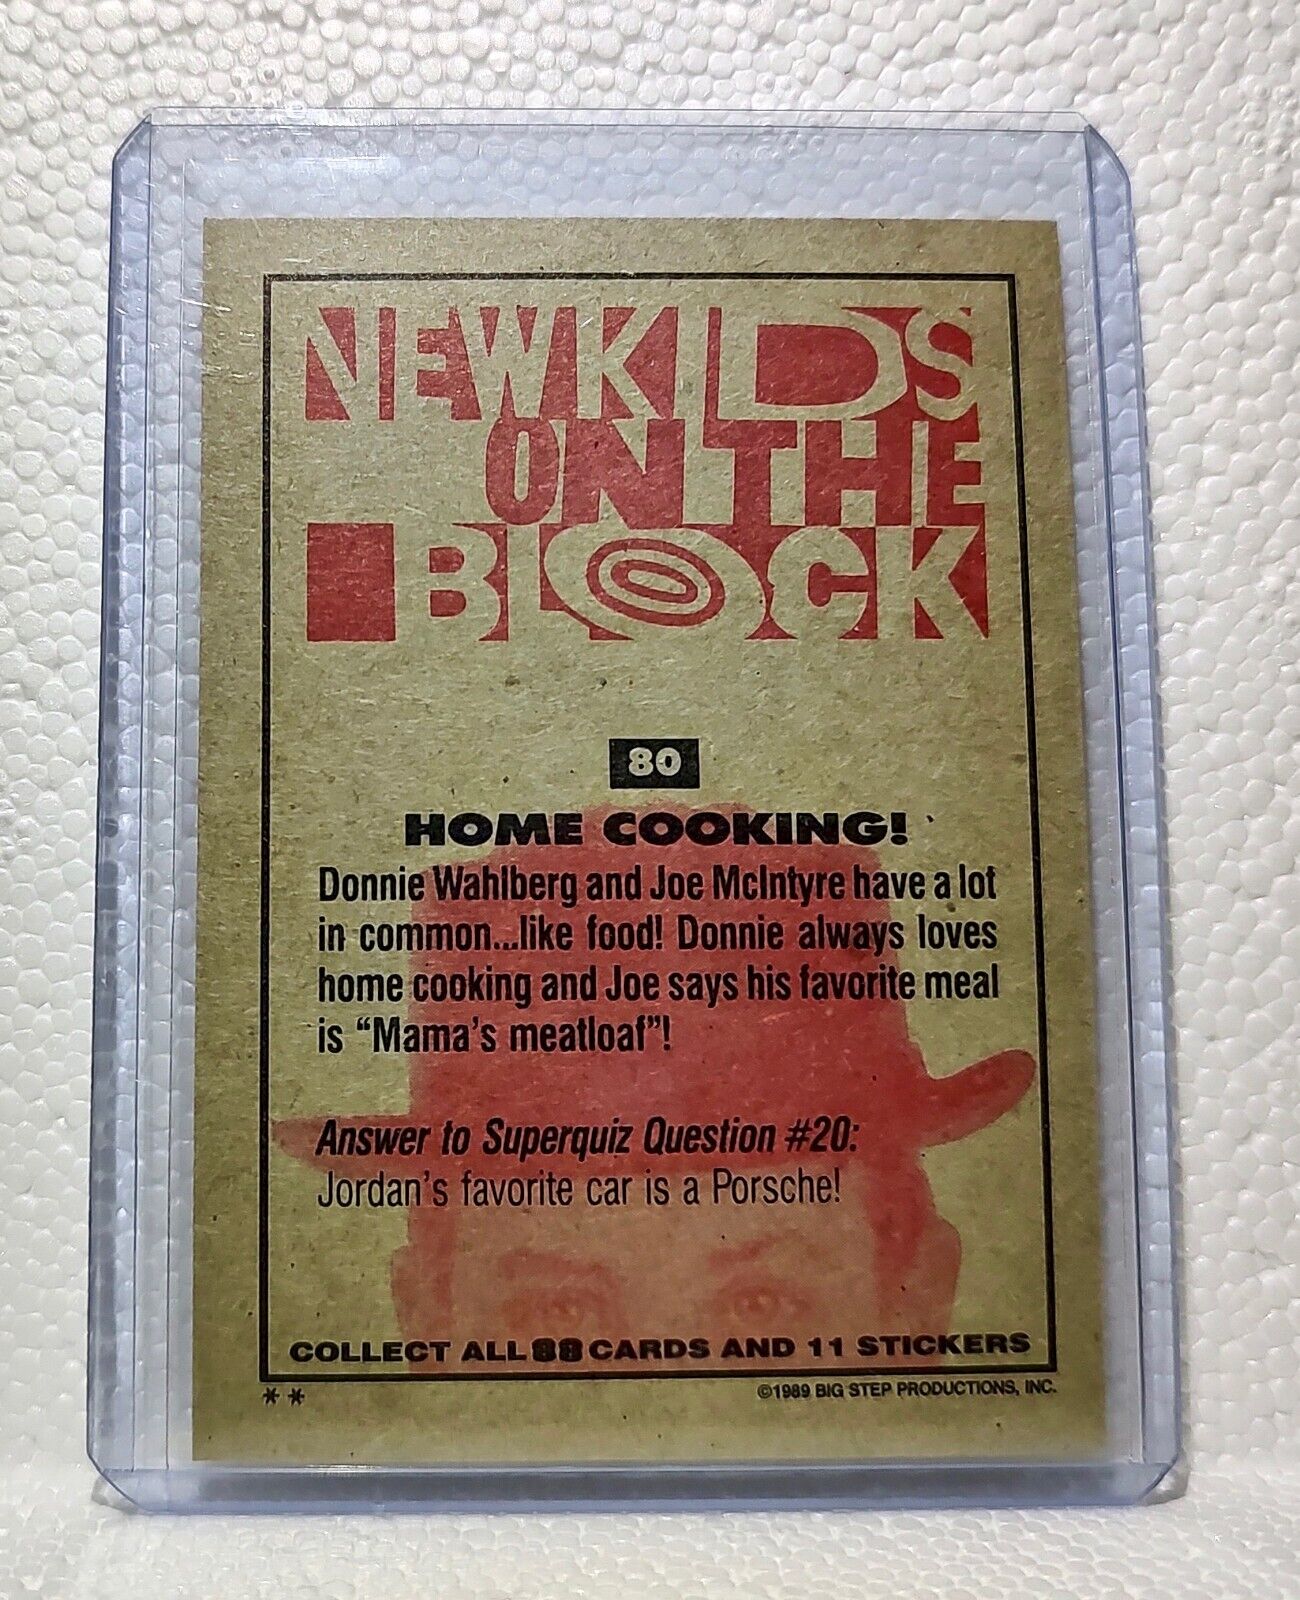 NEW KIDS
ON THE
BLOCK
80
HOME COOKING!
Donnie Wahlberg and Joe McIntyre have a lot
in common...like food! Donnie always loves
home cooking and Joe says his favorite meal
is “Mama's meatloaf”!
Answer to Superquiz Question #20:
Jordan's favorite car is a Porsche!
COLLECT ALL 88 CARDS AND 11 STICKERS
** ©1989 BIG STEP PRODUCTIONS, INC.